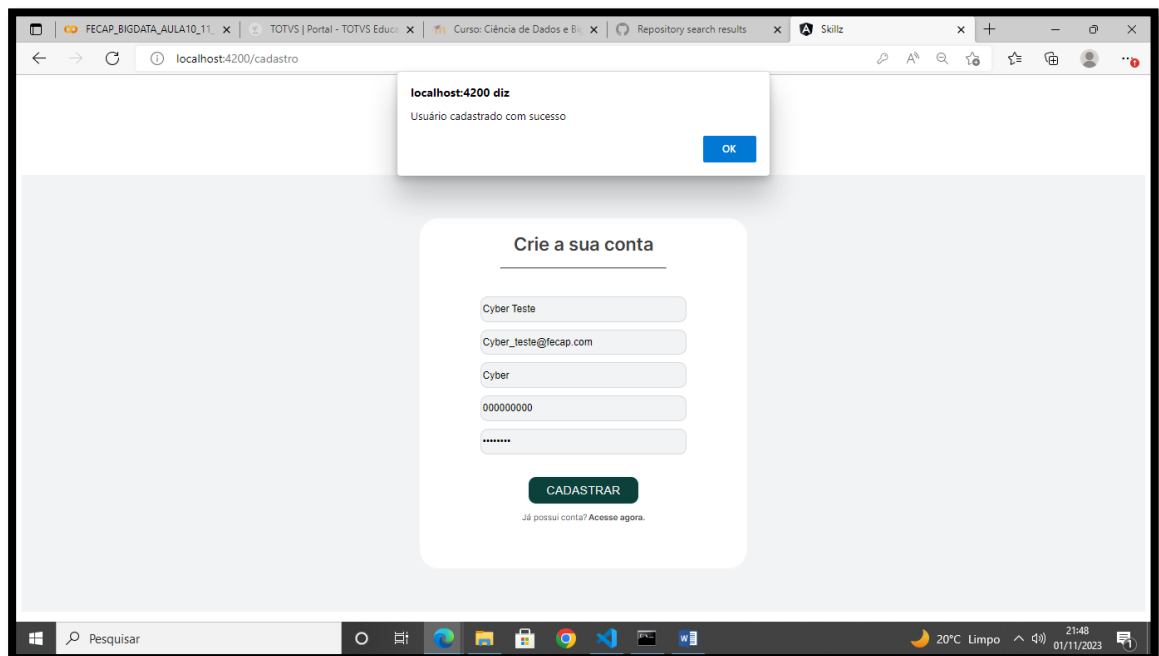 FECAP_BIGDATA_AULA10_11_
TOTVS | Portal - TOTVS Educa
Curso: Ciência de Dados e Bi
Repository search results
Skillz
localhost:4200/cadastro
localhost:4200 diz
Usuário cadastrado com sucesso
OK
Crie a sua conta
Cyber Teste
Cyber_teste@fecap.com
Cyber
000000000
••••••••
CADASTRAR
Já possui conta? Acesse agora.
Pesquisar
20°C Limpo
21:48
01/11/2023